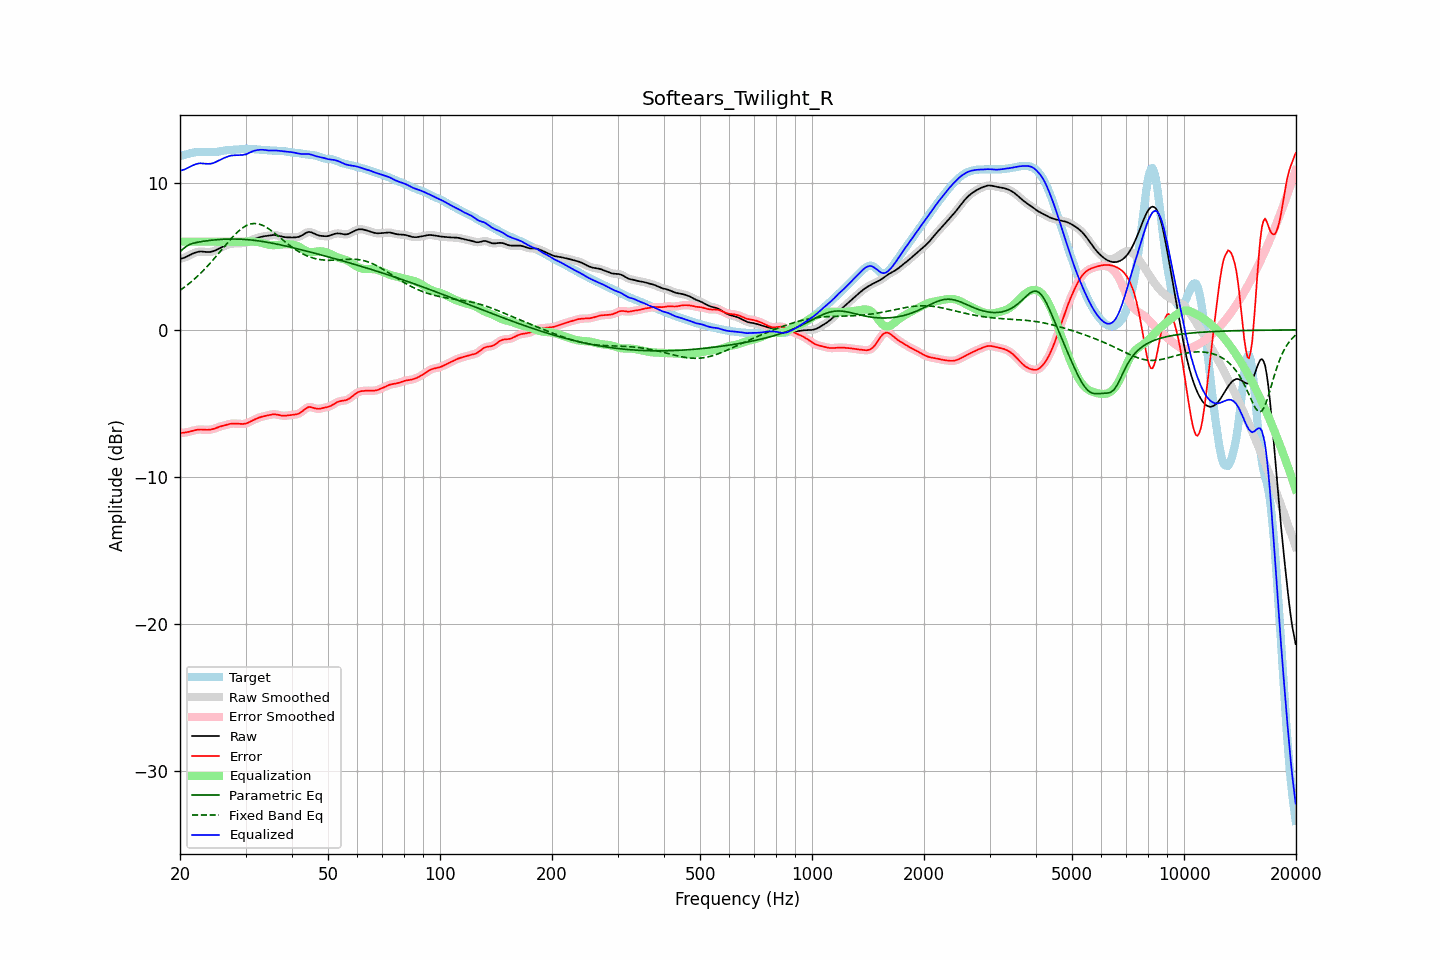 Softears_Twilight_R
Amplitude (dBr)
10
0
−10
−20
−30
Target
Raw Smoothed
Error Smoothed
Raw
Error
Equalization
Parametric Eq
Fixed Band Eq
Equalized
20 50 100 200 500 1000 2000 5000 10000 20000
Frequency (Hz)